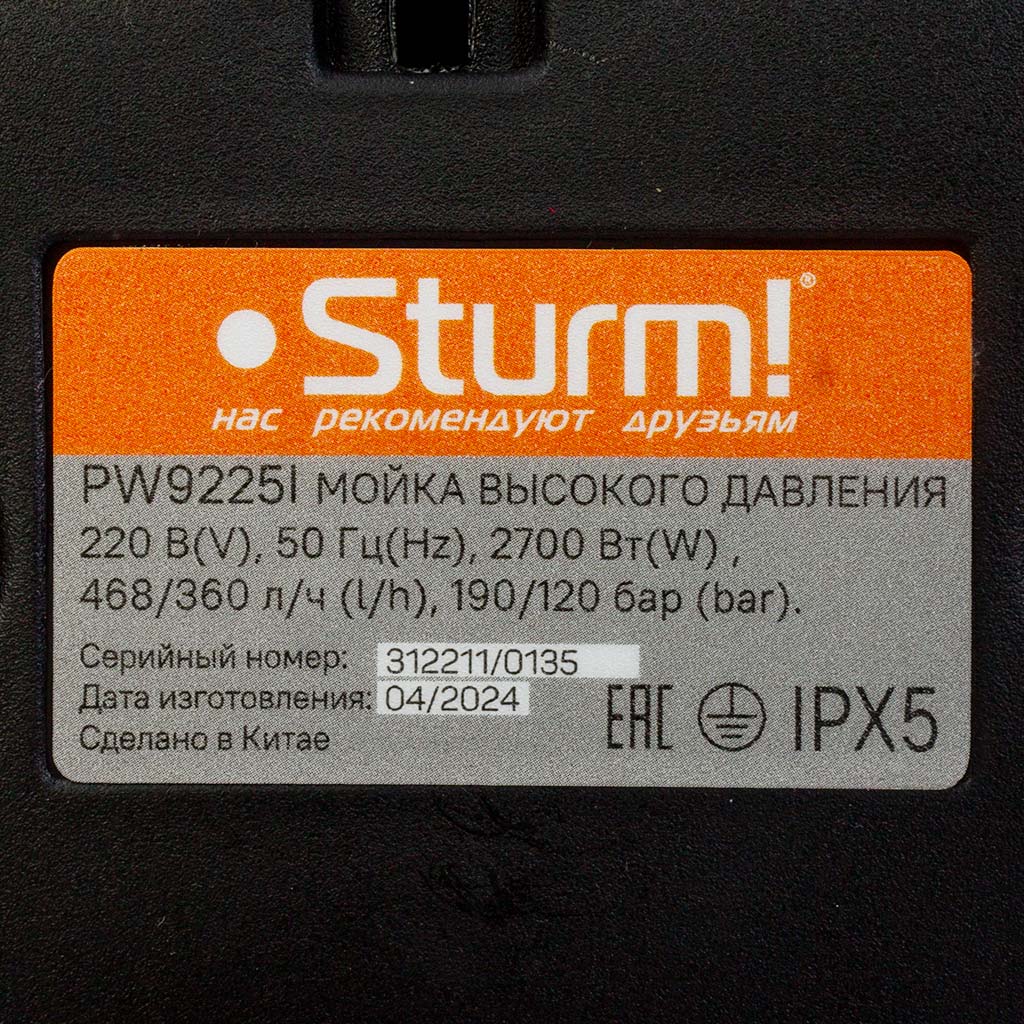 Sturm!®
нас рекомендуют друзьям
PW9225I МОЙКА ВЫСОКОГО ДАВЛЕНИЯ
220 В(V), 50 Гц(Hz), 2700 Вт(W) ,
468/360 л/ч (l/h), 190/120 бар (bar).
Серийный номер: 312211/0135
Дата изготовления: 04/2024
Сделано в Китае
EAC IPX5